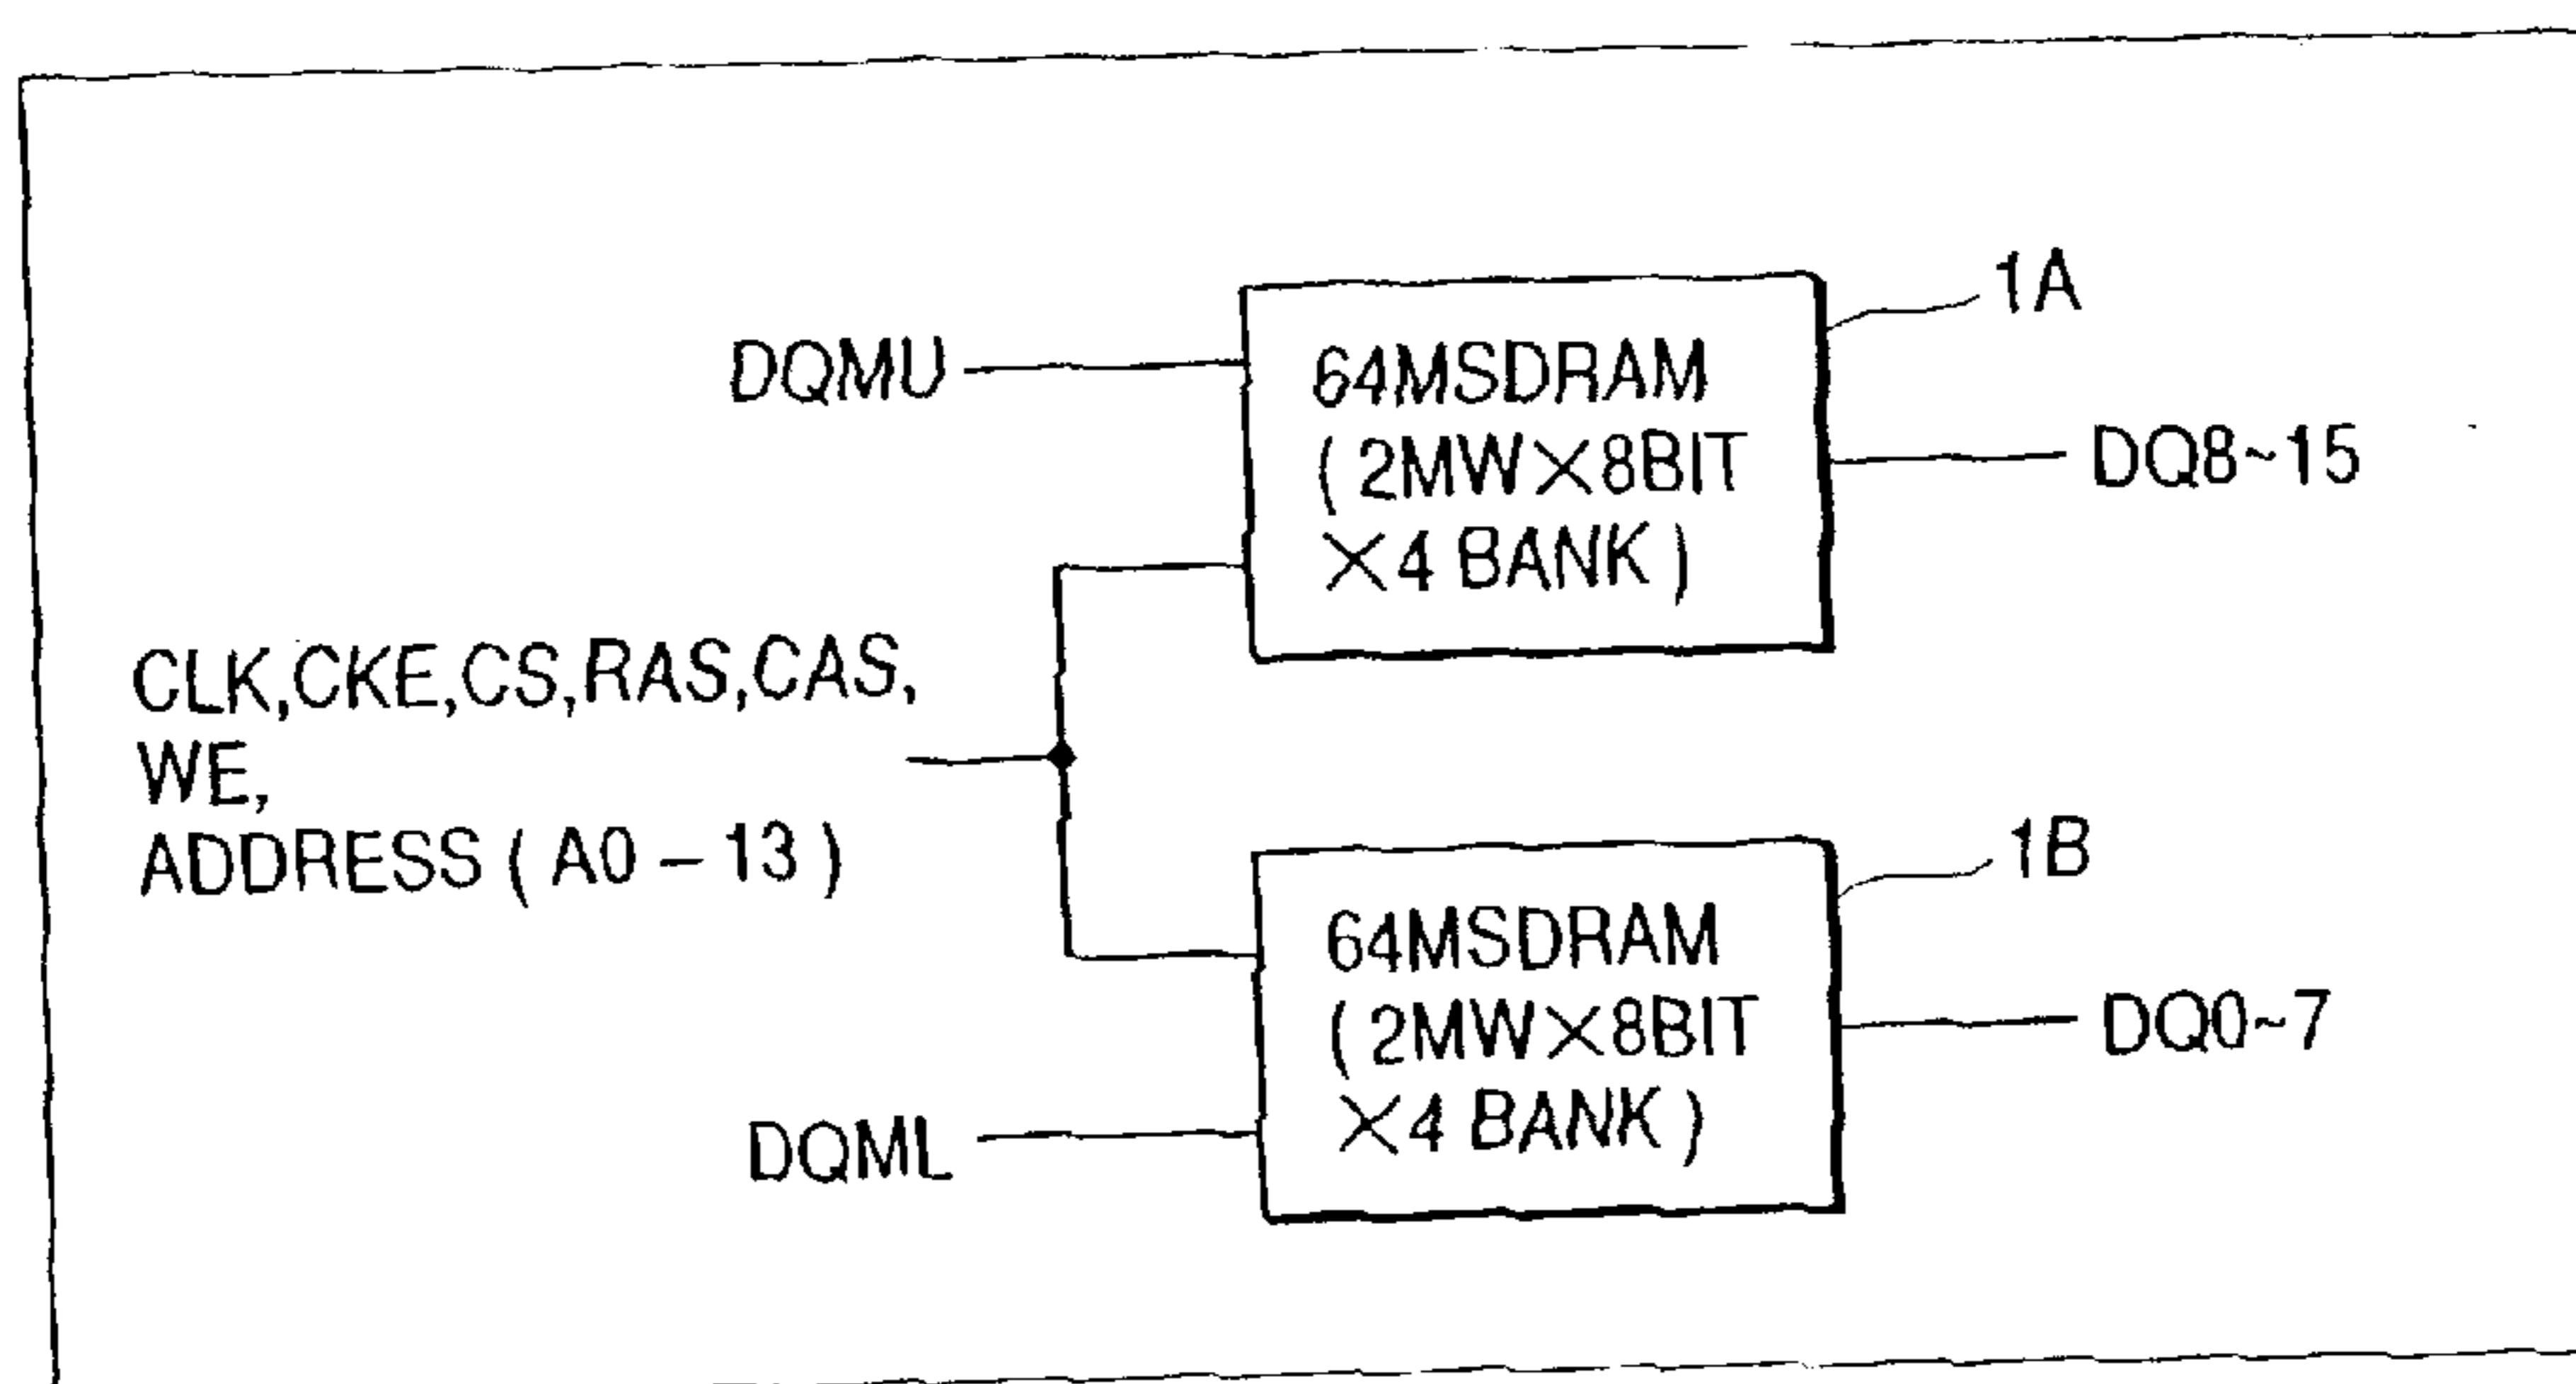 1A
DQMU
64MSDRAM
(2MW×8BIT
×4 BANK)
DQ8~15
CLK,CKE,CS,RAS,CAS,
WE,
ADDRESS (A0 – 13)
1B
64MSDRAM
(2MW×8BIT
×4 BANK)
DQ0~7
DQML